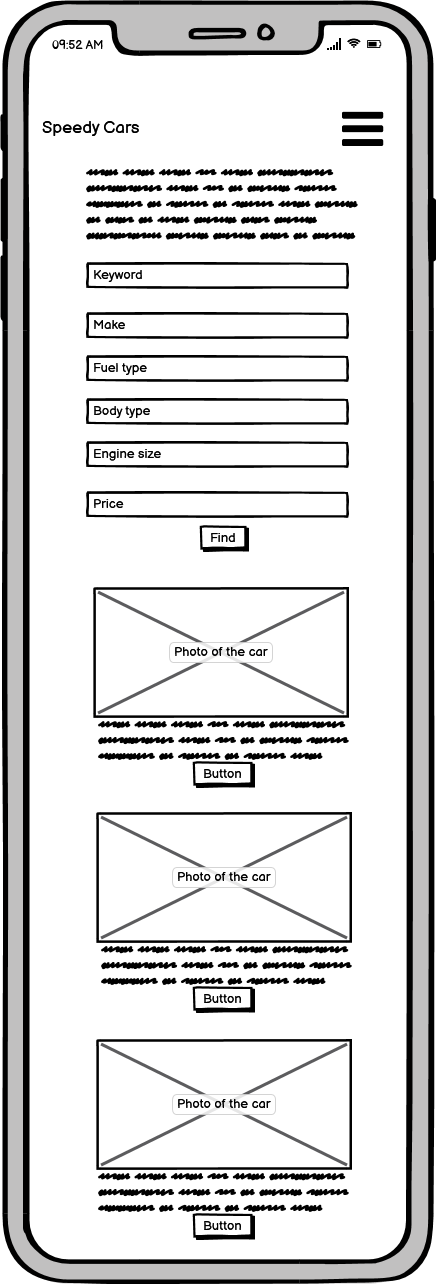 09:52 AM
Speedy Cars
Keyword
Make
Fuel type
Body type
Engine size
Price
Find
Photo of the car
Button
Photo of the car
Button
Photo of the car
Button